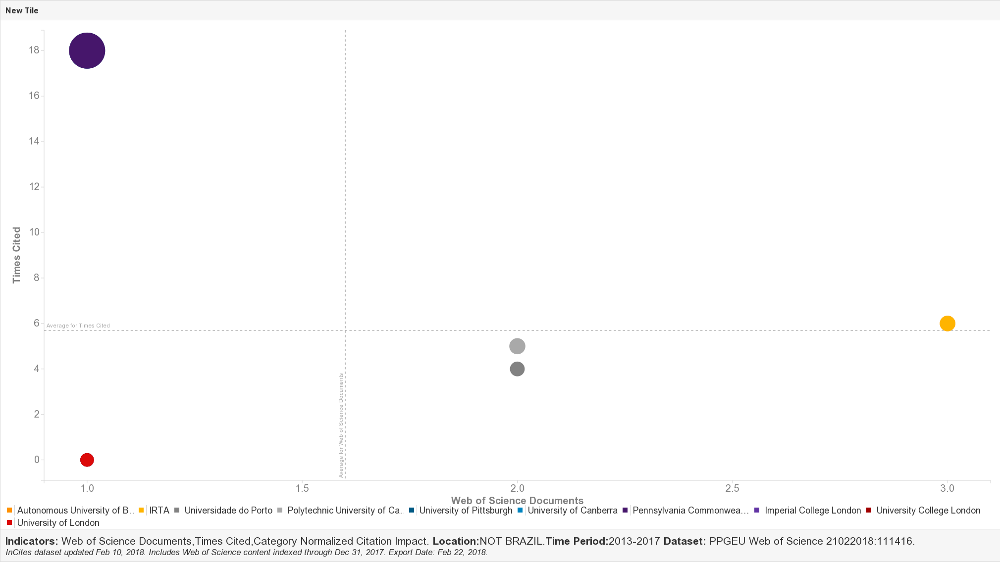 New Tile
18
16
14
12
10
8
6
4
2
0
Times Cited
Average for Times Cited
Average for Web of Science Documents
1.0 1.5 2.0 2.5 3.0
Web of Science Documents
Autonomous University of B.. IRTA Universidade do Porto Polytechnic University of Ca.. University of Pittsburgh University of Canberra Pennsylvania Commonwea... Imperial College London University College London
University of London
Indicators: Web of Science Documents,Times Cited,Category Normalized Citation Impact. Location:NOT BRAZIL.Time Period:2013-2017 Dataset: PPGEU Web of Science 21022018:111416.
InCites dataset updated Feb 10, 2018. Includes Web of Science content indexed through Dec 31, 2017. Export Date: Feb 22, 2018.